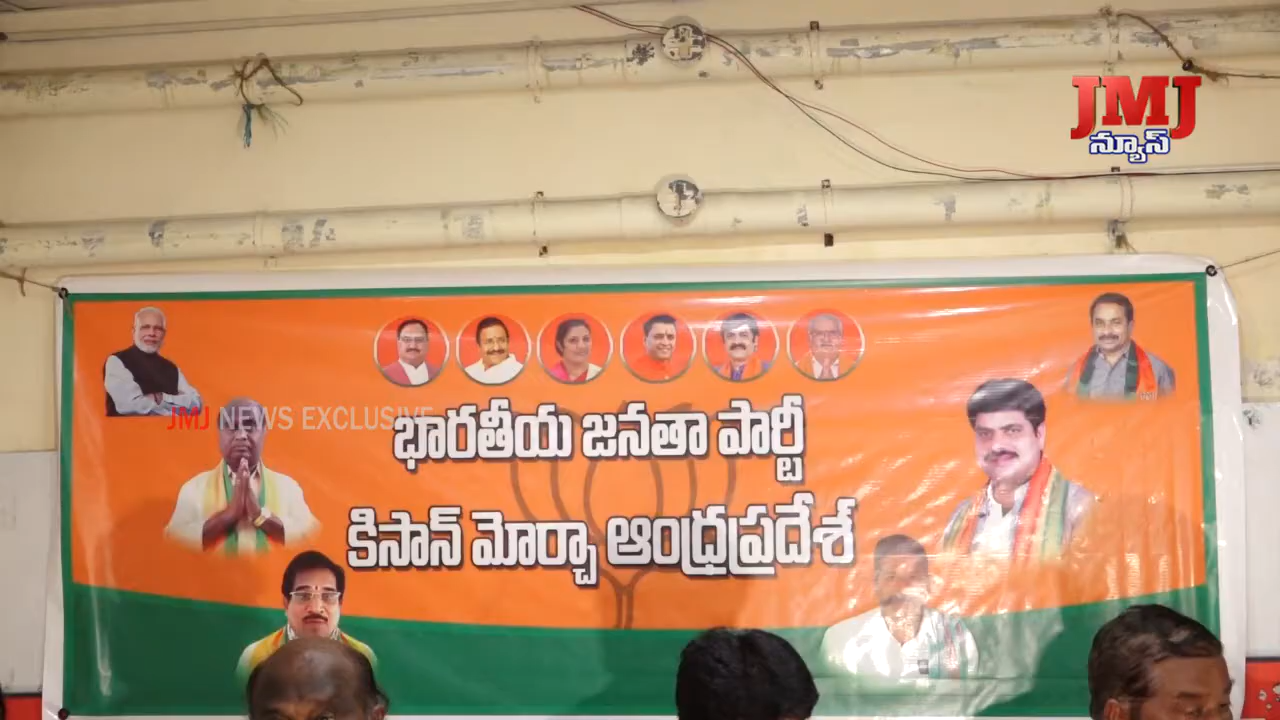 JMJ
న్యూస్
JMJ NEWS EXCLUSIVE
భారతీయ జనతా పార్టీ
కిసాన్ మోర్చా ఆంధ్రప్రదేశ్